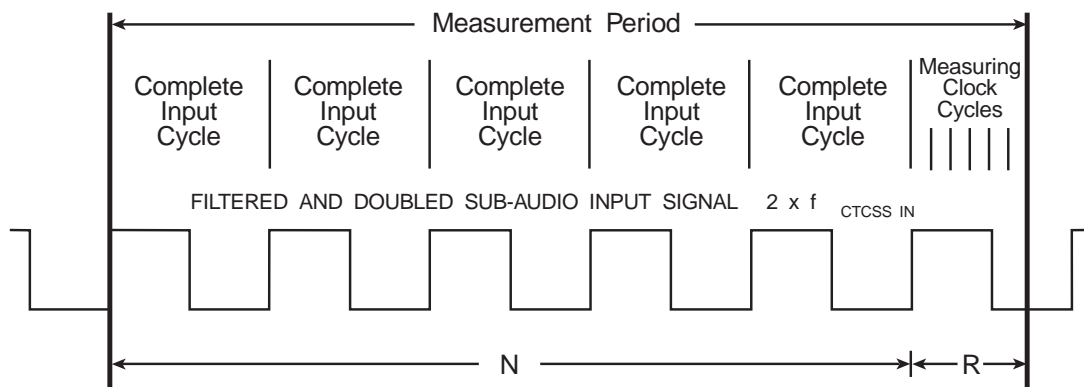 Measurement Period
Complete Input Cycle
Complete Input Cycle
Complete Input Cycle
Complete Input Cycle
Complete Input Cycle
Measuring Clock Cycles
FILTERED AND DOUBLED SUB-AUDIO INPUT SIGNAL 2 x f CTCSS IN
N
R